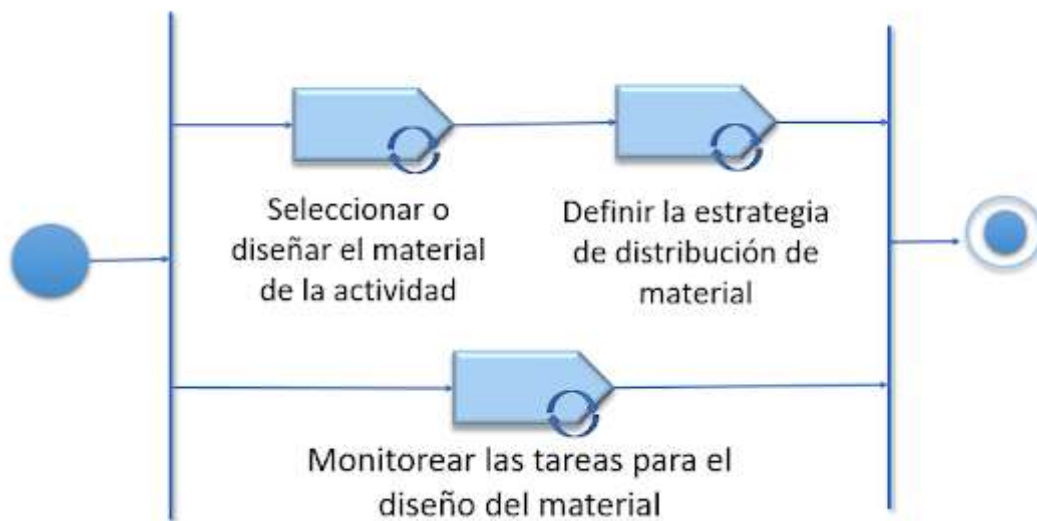 Seleccionar o
diseñar el material
de la actividad
Definir la estrategia
de distribución de
material
Monitorear las tareas para el
diseño del material